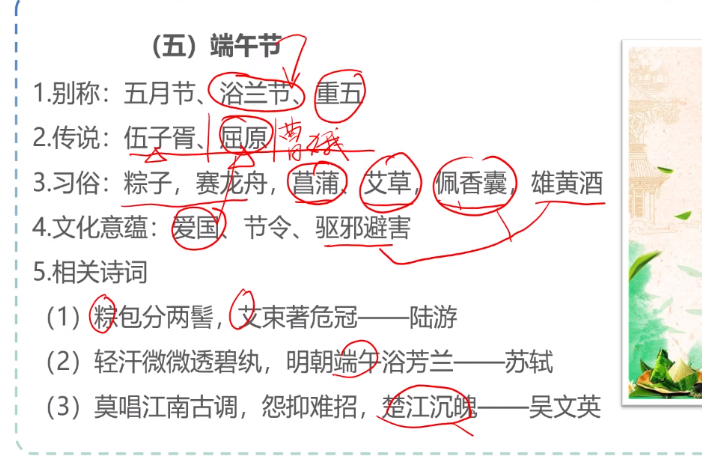 （五）端午节
1.别称：五月节、浴兰节、重五
2.传说：伍子胥、屈原 曹娥
3.习俗：粽子，赛龙舟，菖蒲、艾草，佩香囊，雄黄酒
4.文化意蕴：爱国、节令、驱邪避害
5.相关诗词
（1）粽包分两髻，艾束著危冠——陆游
（2）轻汗微微透碧纨，明朝端午浴芳兰——苏轼
（3）莫唱江南古调，怨抑难招，楚江沉魄——吴文英